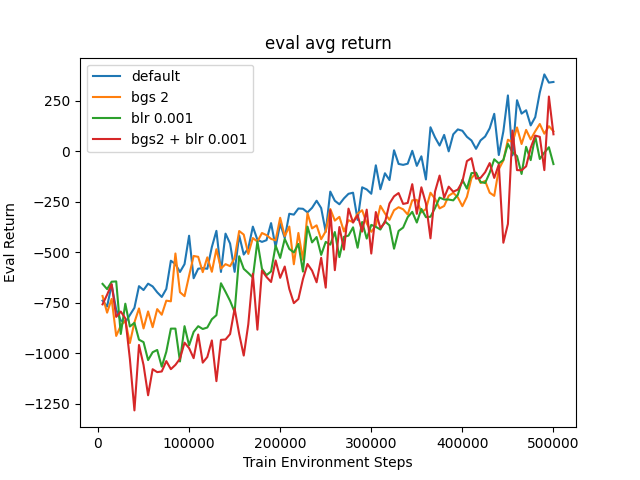 eval avg return
default
bgs 2
blr 0.001
bgs2 + blr 0.001
250
0
−250
−500
−750
−1000
−1250
Eval Return
0
100000
200000
300000
400000
500000
Train Environment Steps